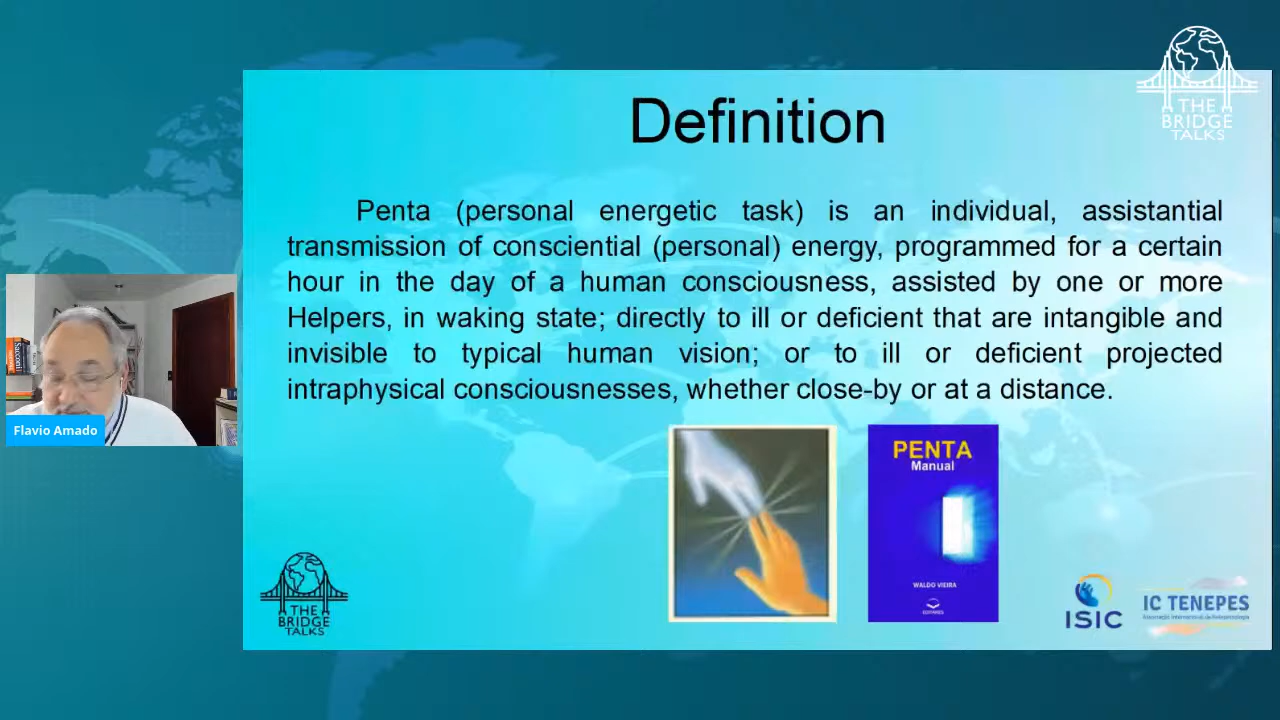 THE
BRIDGE
TALKS
Definition
Penta (personal energetic task) is an individual, assistantial
transmission of consciential (personal) energy, programmed for a certain
hour in the day of a human consciousness, assisted by one or more
Helpers, in waking state; directly to ill or deficient that are intangible and
invisible to typical human vision; or to ill or deficient projected
intraphysical consciousnesses, whether close-by or at a distance.
Flavio Amado
PENTA
Manual
WALDO VIEIRA
EDITARES
THE
BRIDGE
TALKS
ISIC
IC TENEPES